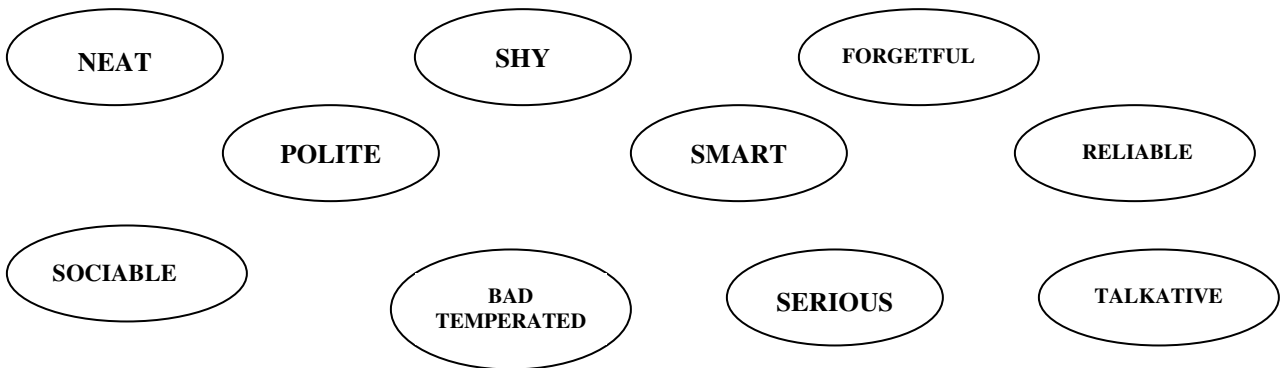 NEAT
SHY
FORGETFUL
POLITE
SMART
RELIABLE
SOCIABLE
BAD
TEMPERATED
SERIOUS
TALKATIVE